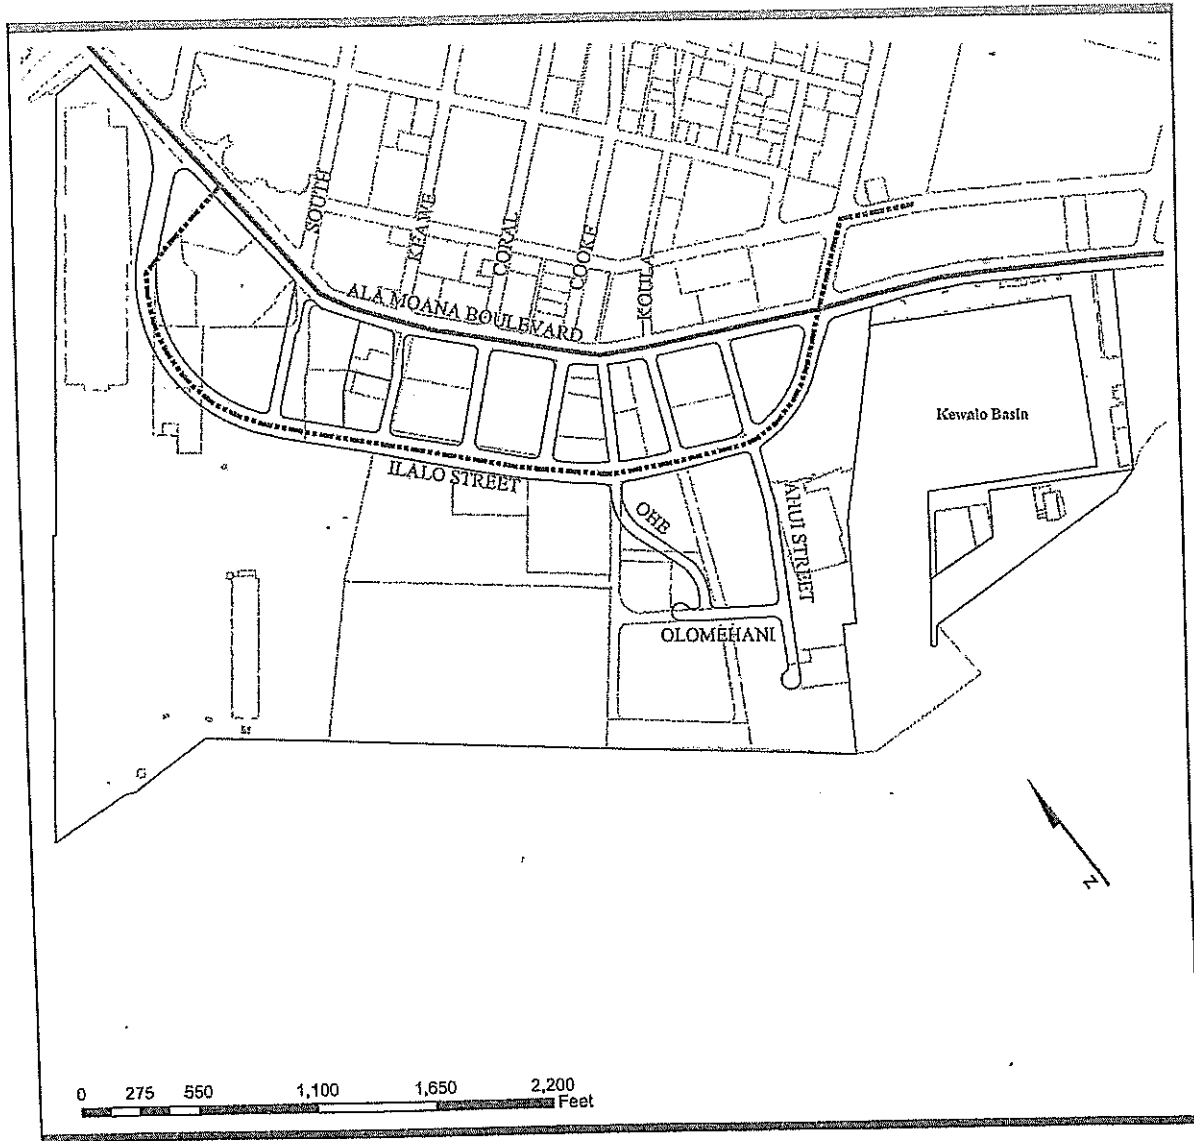 SOUTH
KEAWE
CORAL
COOKE
KOULA
ALA MOANA BOULEVARD
Kewalo Basin
ILALO STREET
OHE
AHUI STREET
OLOMEHANI
N
0 275 550 1,100 1,650 2,200
Feet